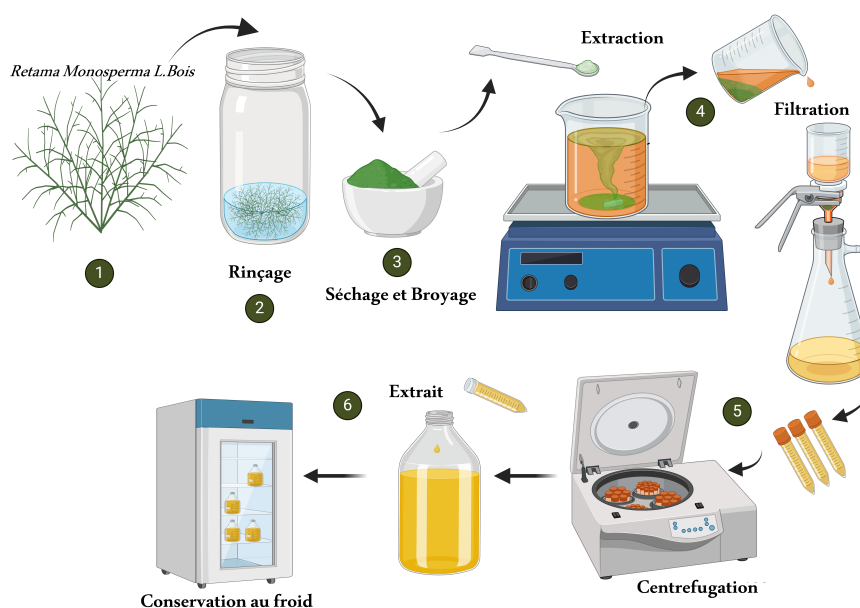 Retama Monosperma L.Bois
1
Rinçage
2
3
Séchage et Broyage
Extraction
4
Filtration
5
Centrefugation
6
Extrait
Conservation au froid